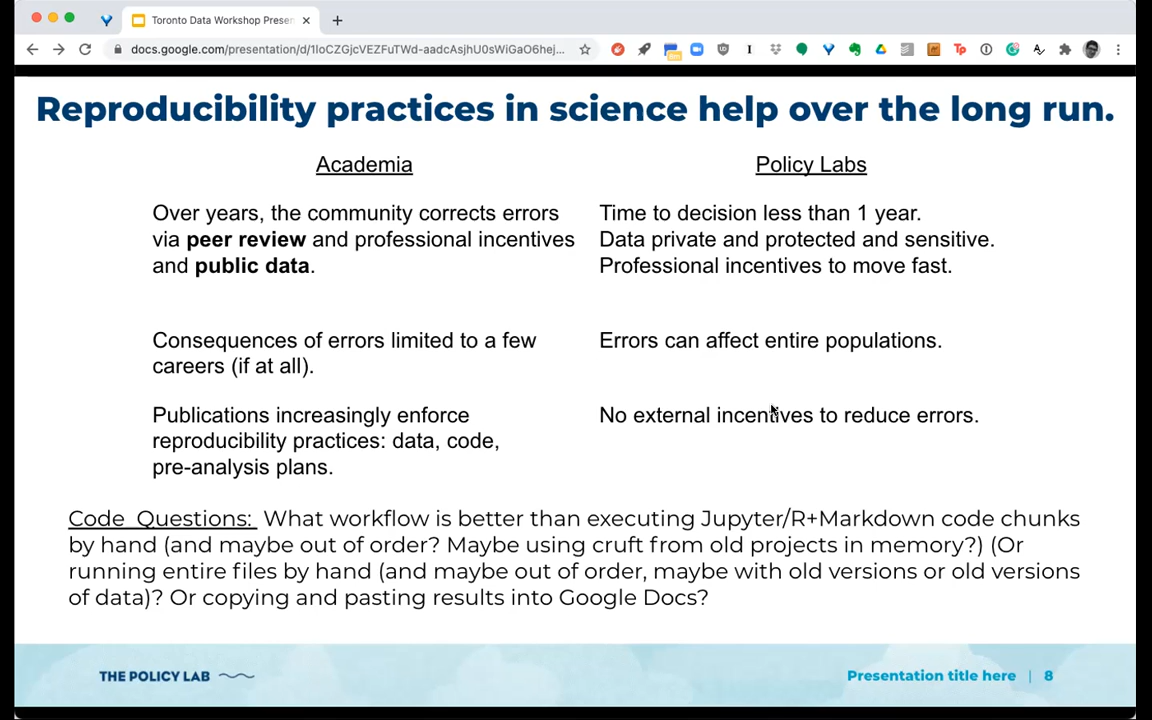 Toronto Data Workshop Presen
docs.google.com/presentation/d/1loCZGjcVEZFuTWd-aadcAsjhU0sWiGaO6hej...
Reproducibility practices in science help over the long run.
Academia
Over years, the community corrects errors
via peer review and professional incentives
and public data.
Consequences of errors limited to a few
careers (if at all).
Publications increasingly enforce
reproducibility practices: data, code,
pre-analysis plans.
Policy Labs
Time to decision less than 1 year.
Data private and protected and sensitive.
Professional incentives to move fast.
Errors can affect entire populations.
No external incentives to reduce errors.
Code Questions: What workflow is better than executing Jupyter/R+Markdown code chunks
by hand (and maybe out of order? Maybe using cruft from old projects in memory?) (Or
running entire files by hand (and maybe out of order, maybe with old versions or old versions
of data)? Or copying and pasting results into Google Docs?
THE POLICY LAB
Presentation title here | 8